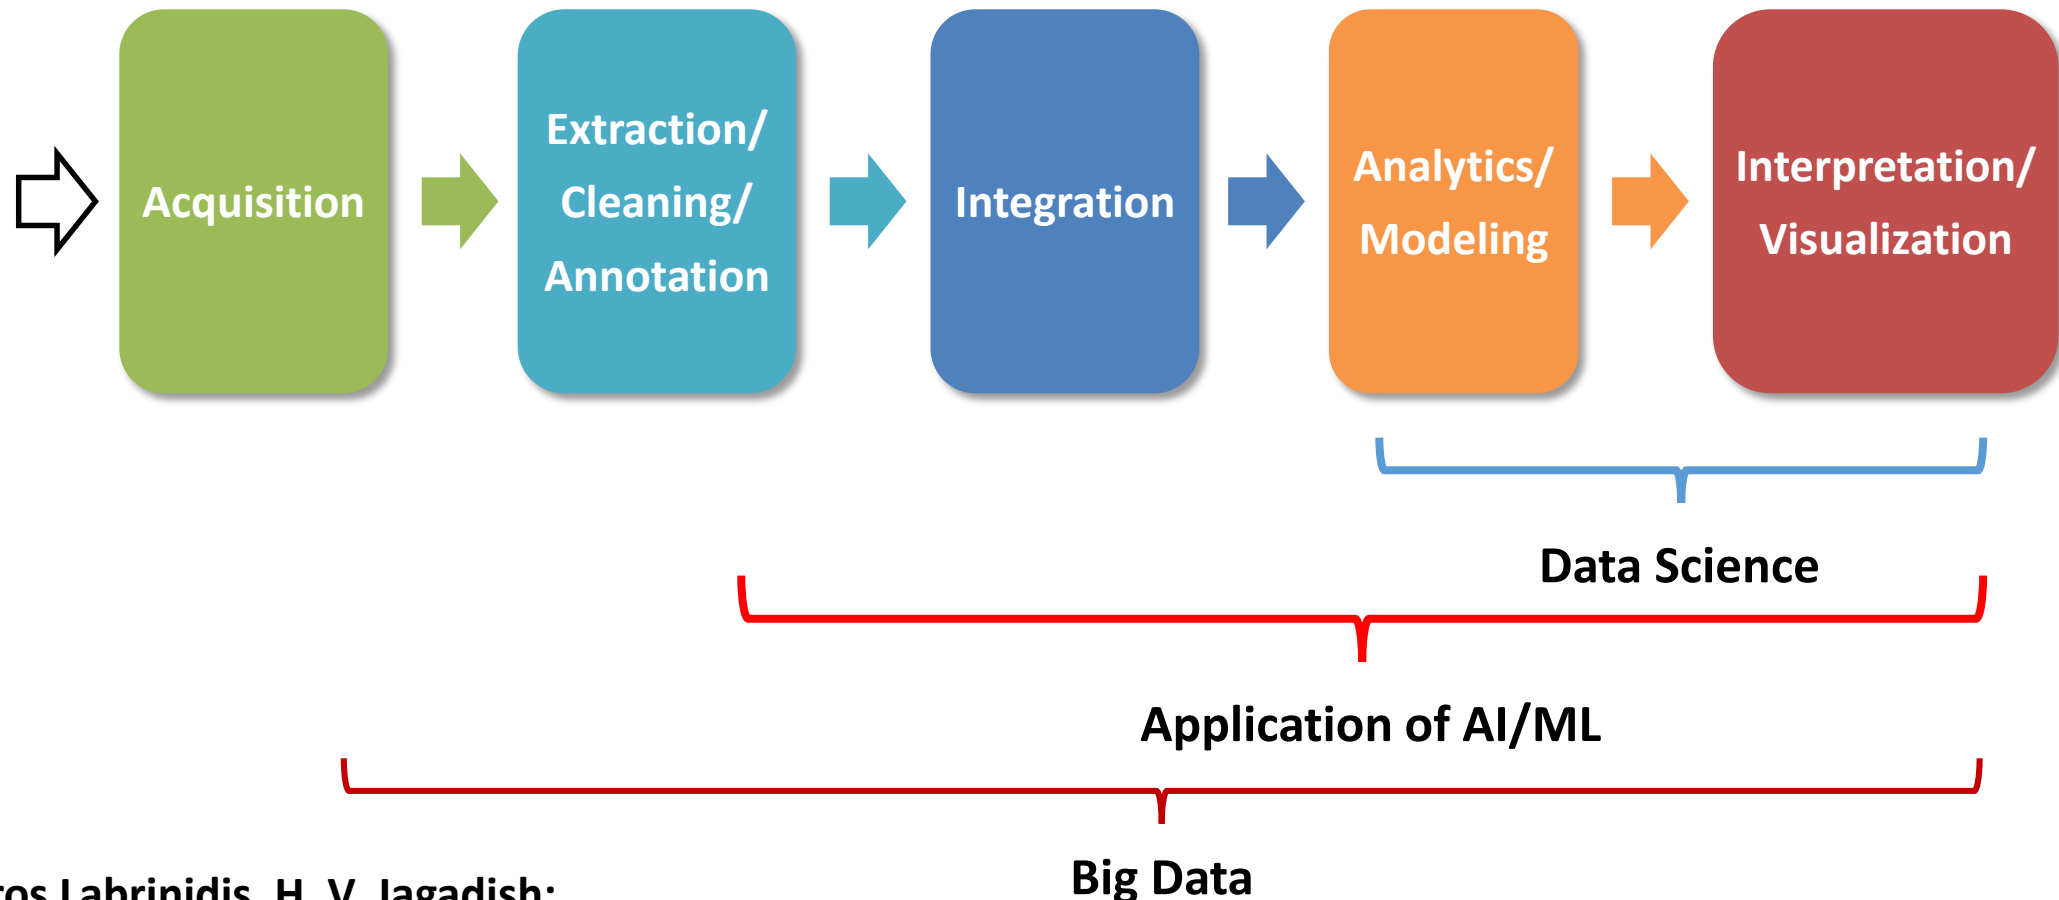 Acquisition
Extraction/
Cleaning/
Annotation
Integration
Analytics/
Modeling
Interpretation/
Visualization
Data Science
Application of AI/ML
Big Data
Labrinidis, H. V. Jagadish: